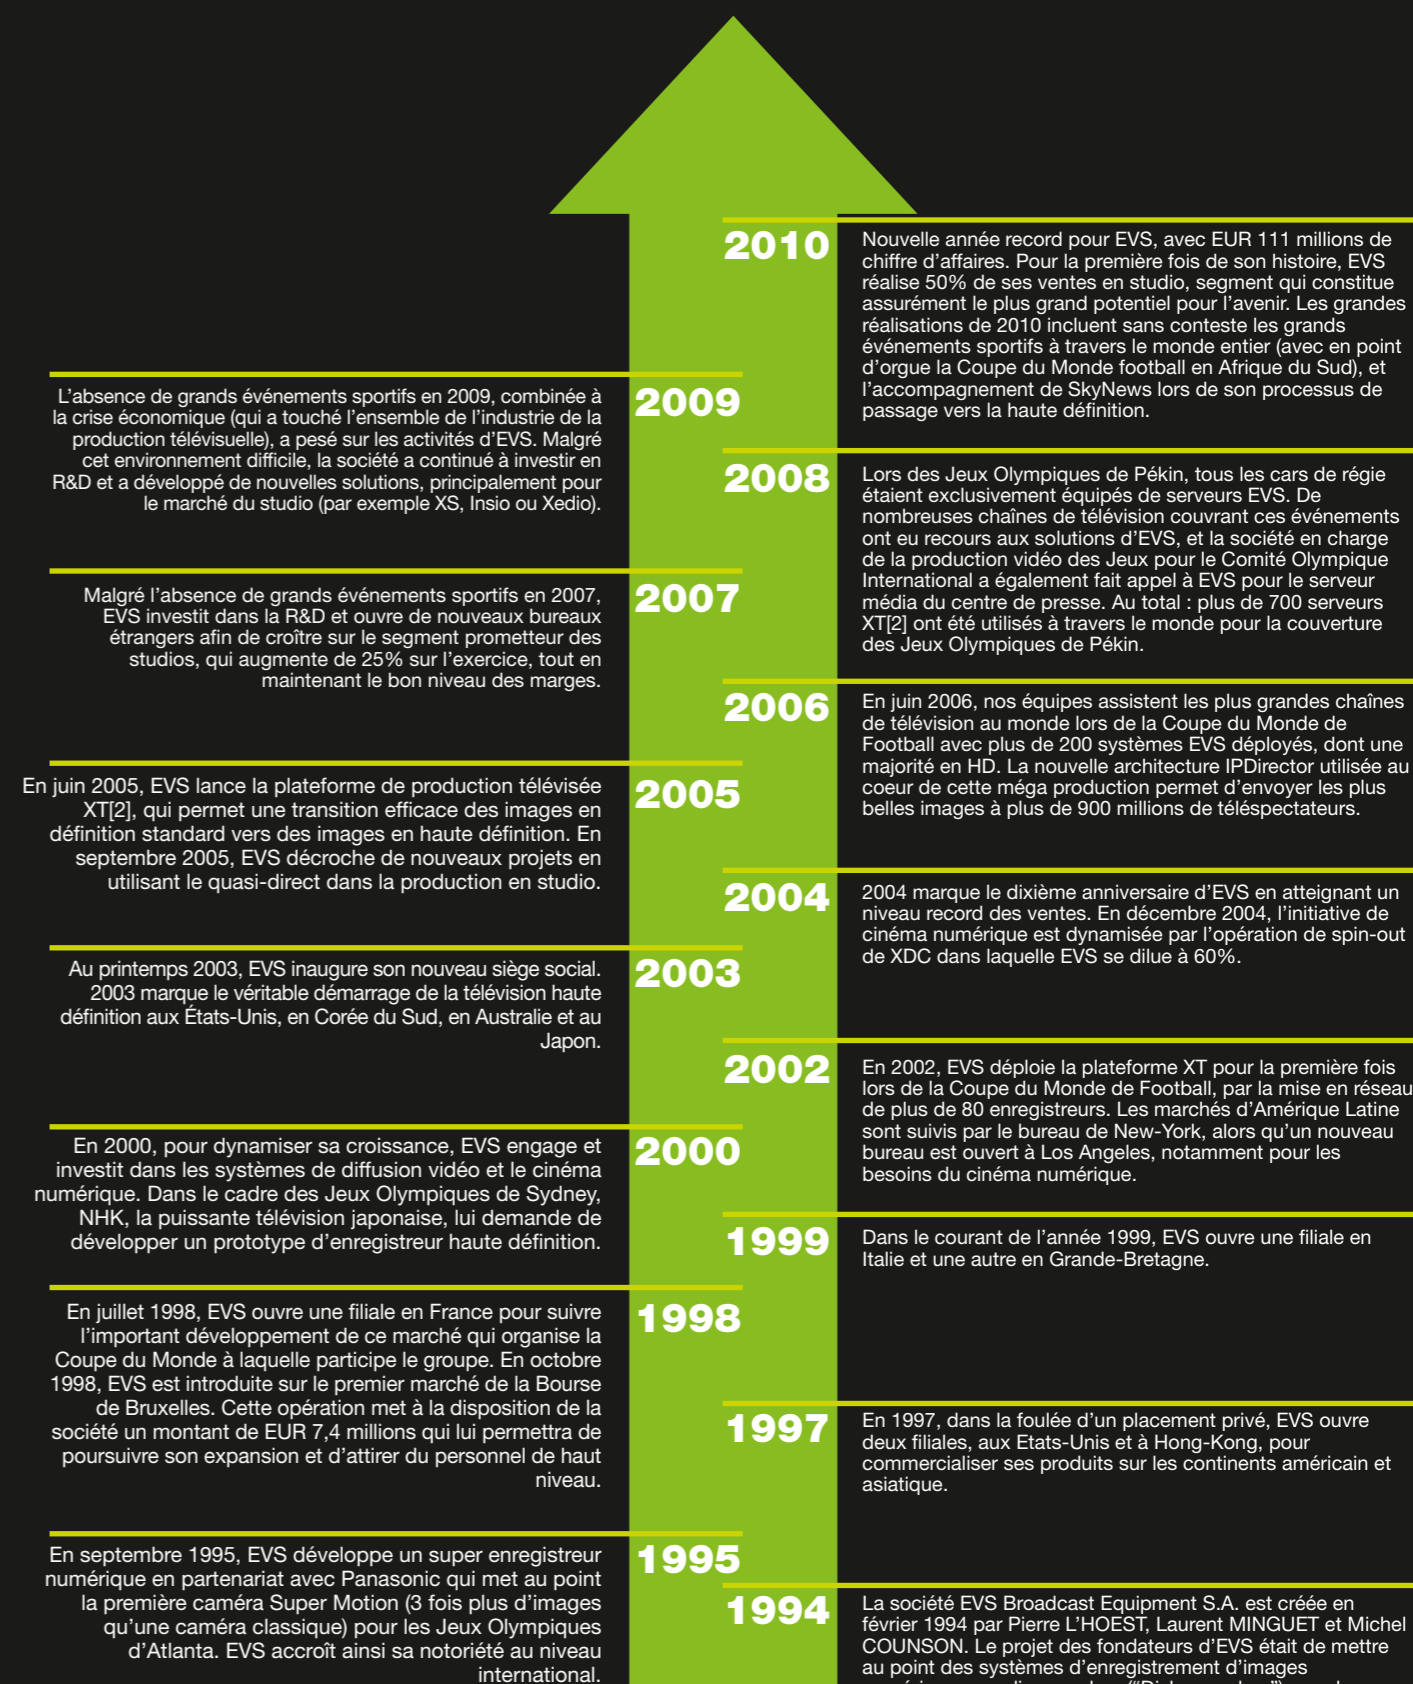 2010
Nouvelle année record pour EVS, avec EUR 111 millions de
chiffre d’affaires. Pour la première fois de son histoire, EVS
réalise 50% de ses ventes en studio, segment qui constitue
assurément le plus grand potentiel pour l’avenir. Les grandes
réalisations de 2010 incluent sans conteste les grands
événements sportifs à travers le monde entier (avec en point
d’orgue la Coupe du Monde football en Afrique du Sud), et
l’accompagnement de SkyNews lors de son processus de
passage vers la haute définition.
2009
L’absence de grands événements sportifs en 2009, combinée à
la crise économique (qui a touché l’ensemble de l’industrie de la
production télévisuelle), a pesé sur les activités d’EVS. Malgré
cet environnement difficile, la société a continué à investir en
R&D et a développé de nouvelles solutions, principalement pour
le marché du studio (par exemple XS, Insio ou Xedio).
2008
Lors des Jeux Olympiques de Pékin, tous les cars de régie
étaient exclusivement équipés de serveurs EVS. De
nombreuses chaînes de télévision couvrant ces événements
ont eu recours aux solutions d’EVS, et la société en charge
de la production vidéo des Jeux pour le Comité Olympique
International a également fait appel à EVS pour le serveur
média du centre de presse. Au total : plus de 700 serveurs
XT[2] ont été utilisés à travers le monde pour la couverture
des Jeux Olympiques de Pékin.
2007
Malgré l’absence de grands événements sportifs en 2007,
EVS investit dans la R&D et ouvre de nouveaux bureaux
étrangers afin de croître sur le segment prometteur des
studios, qui augmente de 25% sur l’exercice, tout en
maintenant le bon niveau des marges.
2006
En juin 2006, nos équipes assistent les plus grandes chaînes
de télévision au monde lors de la Coupe du Monde de
Football avec plus de 200 systèmes EVS déployés, dont une
majorité en HD. La nouvelle architecture IPDirector utilisée au
coeur de cette méga production permet d’envoyer les plus
belles images à plus de 900 millions de téléspectateurs.
2005
En juin 2005, EVS lance la plateforme de production télévisée
XT[2], qui permet une transition efficace des images en
définition standard vers des images en haute définition. En
septembre 2005, EVS décroche de nouveaux projets en
utilisant le quasi-direct dans la production en studio.
2004
2004 marque le dixième anniversaire d’EVS en atteignant un
niveau record des ventes. En décembre 2004, l’initiative de
cinéma numérique est dynamisée par l’opération de spin-out
de XDC dans laquelle EVS se dilue à 60%.
2003
Au printemps 2003, EVS inaugure son nouveau siège social.
2003 marque le véritable démarrage de la télévision haute
définition aux États-Unis, en Corée du Sud, en Australie et au
Japon.
2002
En 2002, EVS déploie la plateforme XT pour la première fois
lors de la Coupe du Monde de Football, par la mise en réseau
de plus de 80 enregistreurs. Les marchés d’Amérique Latine
sont suivis par le bureau de New-York, alors qu’un nouveau
bureau est ouvert à Los Angeles, notamment pour les
besoins du cinéma numérique.
2000
En 2000, pour dynamiser sa croissance, EVS engage et
investit dans les systèmes de diffusion vidéo et le cinéma
numérique. Dans le cadre des Jeux Olympiques de Sydney,
NHK, la puissante télévision japonaise, lui demande de
développer un prototype d’enregistreur haute définition.
1999
Dans le courant de l’année 1999, EVS ouvre une filiale en
Italie et une autre en Grande-Bretagne.
1998
En juillet 1998, EVS ouvre une filiale en France pour suivre
l’important développement de ce marché qui organise la
Coupe du Monde à laquelle participe le groupe. En octobre
1998, EVS est introduite sur le premier marché de la Bourse
de Bruxelles. Cette opération met à la disposition de la
société un montant de EUR 7,4 millions qui lui permettra de
poursuivre son expansion et d’attirer du personnel de haut
niveau.
1997
En 1997, dans la foulée d’un placement privé, EVS ouvre
deux filiales, aux Etats-Unis et à Hong-Kong, pour
commercialiser ses produits sur les continents américain et
asiatique.
1995
En septembre 1995, EVS développe un super enregistreur
numérique en partenariat avec Panasonic qui met au point
la première caméra Super Motion (3 fois plus d’images
qu’une caméra classique) pour les Jeux Olympiques
d’Atlanta. EVS accroît ainsi sa notoriété au niveau
international.
1994
La société EVS Broadcast Equipment S.A. est créée en
février 1994 par Pierre L’HOEST, Laurent MINGUET et Michel
COUNSON. Le projet des fondateurs d’EVS était de mettre
au point des systèmes d’enregistrement d’images